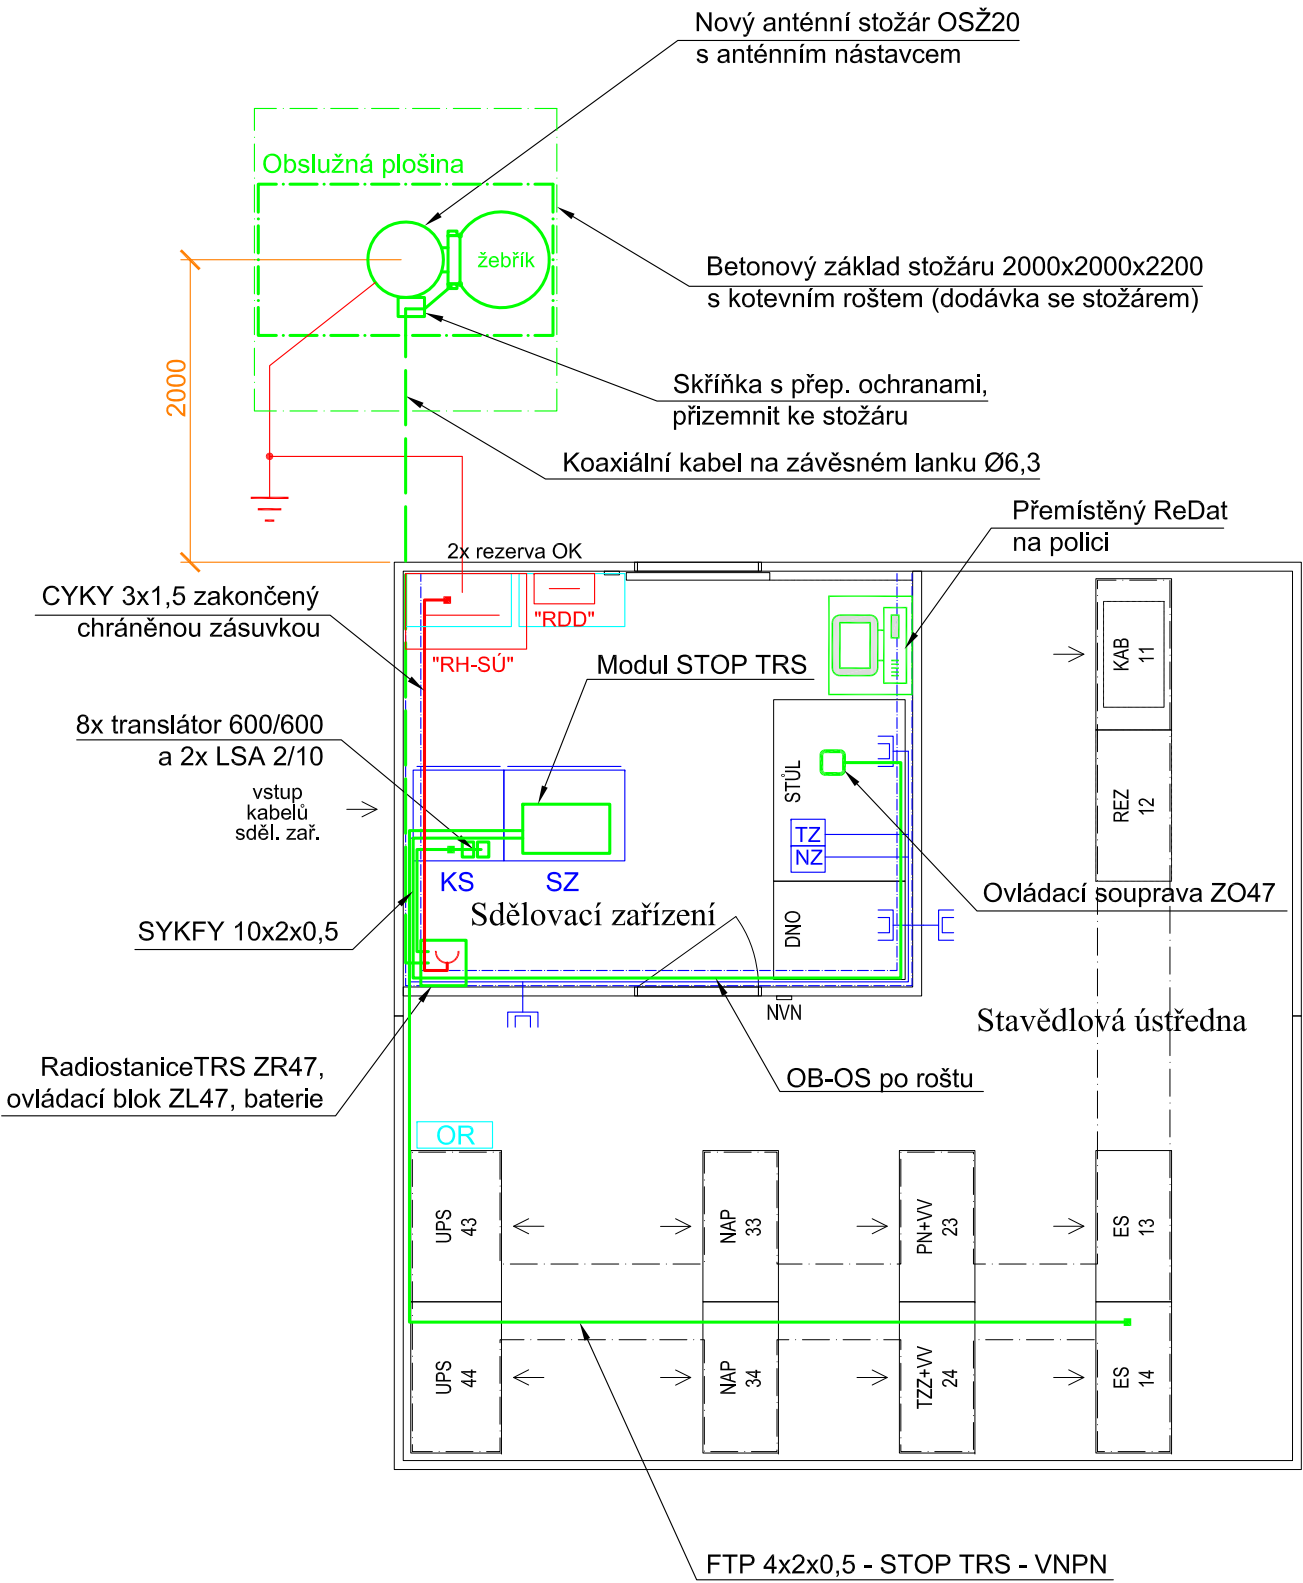 Nový anténní stožár OSŽ20
s anténním nástavcem
Obslužná plošina
žebřík
Betonový základ stožáru 2000x2000x2200
s kotevním roštem (dodávka se stožárem)
2000
Skříňka s přep. ochranami,
přizemnit ke stožáru
Koaxiální kabel na závěsném lanku Ø6,3
Přemístěný ReDat
na polici
2x rezerva OK
CYKY 3x1,5 zakončený
chráněnou zásuvkou
"RDD"
"RH-SÚ"
Modul STOP TRS
KAB
11
8x translátor 600/600
a 2x LSA 2/10
vstup
kabelů
sděl. zař.
STŮL
REZ
12
TZ
NZ
KS
SZ
Ovládací souprava ZO47
Sdělovací zařízení
DNO
SYKFY 10x2x0,5
NVN
Stavědlová ústředna
RadiostaniceTRS ZR47,
ovládací blok ZL47, baterie
OB-OS po roštu
OR
UPS
43
NAP
33
PN+VV
23
ES
13
UPS
44
NAP
34
TZZ+VV
24
ES
14
FTP 4x2x0,5 - STOP TRS - VNPN